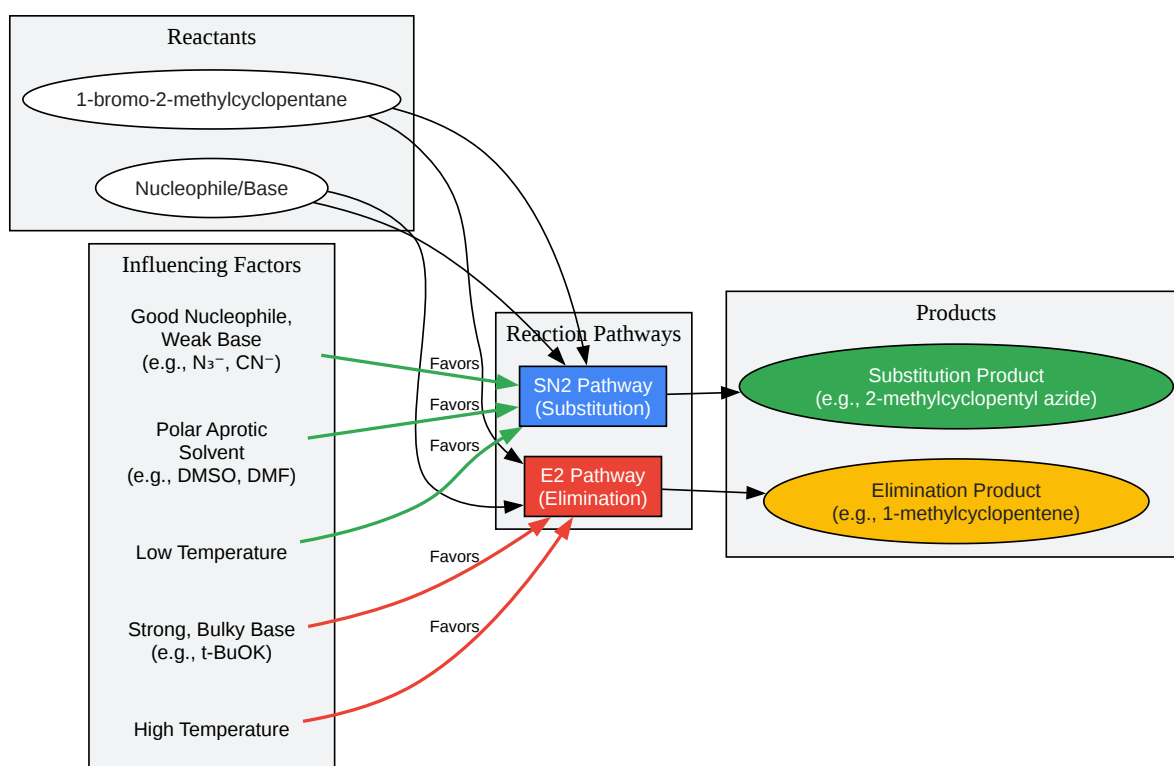 Reactants
1-bromo-2-methylcyclopentane
Nucleophile/Base
Influencing Factors
Good Nucleophile,
Weak Base
(e.g., N₃⁻, CN⁻)
Polar Aprotic
Solvent
(e.g., DMSO, DMF)
Low Temperature
Strong, Bulky Base
(e.g., t-BuOK)
High Temperature
Favors
Favors
Favors
Favors
Favors
Reaction Pathways
SN2 Pathway
(Substitution)
E2 Pathway
(Elimination)
Products
Substitution Product
(e.g., 2-methylcyclopentyl azide)
Elimination Product
(e.g., 1-methylcyclopentene)